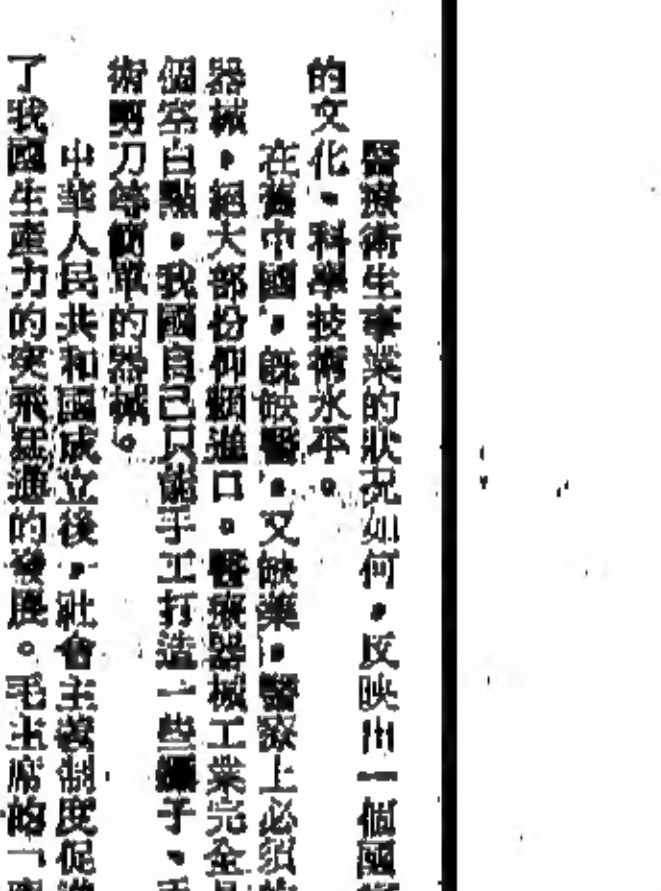 醫療衛生事業的狀況如何，反映出一個國
的文化、科學技術水平。
在舊中國，既缺醫，又缺藥，醫療上必須的
器械，絕大部份仰賴進口。醫療器械工業完全是
個空白點，我國自己只能手工打造一些鑷子、手
術剪刀等簡單的器械。
中華人民共和國成立後，社會主義制度促進
了我國生產力的突飛猛進的發展。毛主席的「